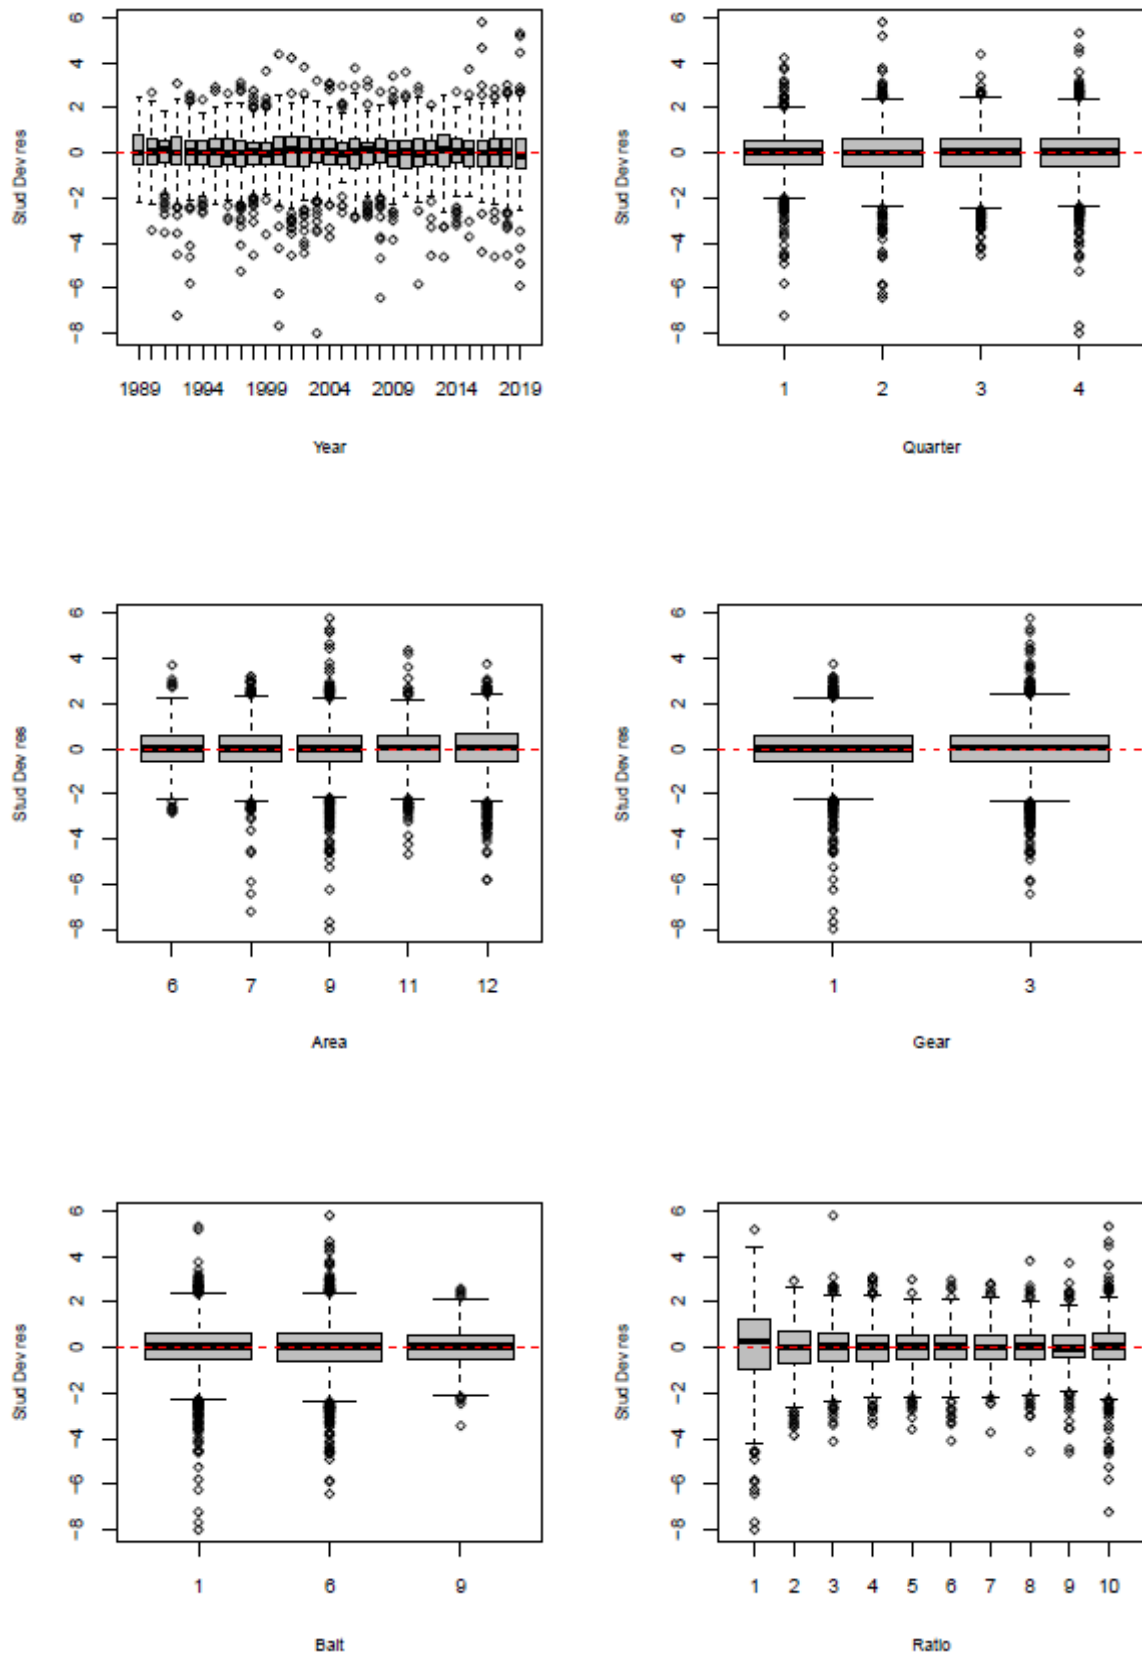 6
4
2
0
-2
-4
-6
-8
Stud Dev res
1989 1994 1999 2004 2009 2014 2019
Year
6
4
2
0
-2
-4
-6
-8
Stud Dev res
1 2 3 4
Quarter
6
4
2
0
-2
-4
-6
-8
Stud Dev res
6 7 9 11 12
Area
6
4
2
0
-2
-4
-6
-8
Stud Dev res
1 3
Gear
6
4
2
0
-2
-4
-6
-8
Stud Dev res
1 6 9
Bait
6
4
2
0
-2
-4
-6
-8
Stud Dev res
1 2 3 4 5 6 7 8 9 10
Ratio